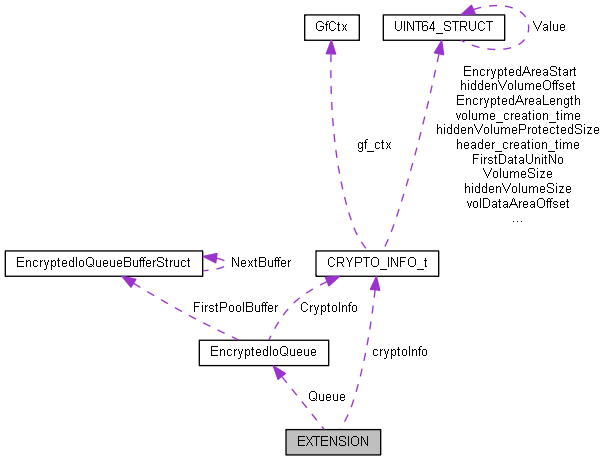 GfCtx
UINT64_STRUCT
Value
EncryptedAreaStart
hiddenVolumeOffset
EncryptedAreaLength
volume_creation_time
hiddenVolumeProtectedSize
header_creation_time
FirstDataUnitNo
VolumeSize
hiddenVolumeSize
volDataAreaOffset
...
gf_ctx
EncryptedIoQueueBufferStruct
NextBuffer
CRYPTO_INFO_t
FirstPoolBuffer
CryptoInfo
EncryptedIoQueue
cryptoInfo
Queue
EXTENSION